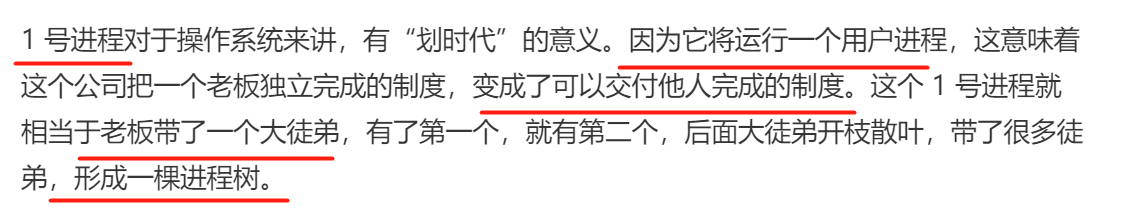 1 号进程对于操作系统来讲，有“划时代”的意义。因为它将运行一个用户进程，这意味着
这个公司把一个老板独立完成的制度，变成了可以交付他人完成的制度。这个 1 号进程就
相当于老板带了一个大徒弟，有了第一个，就有第二个，后面大徒弟开枝散叶，带了很多徒
弟，形成一棵进程树。